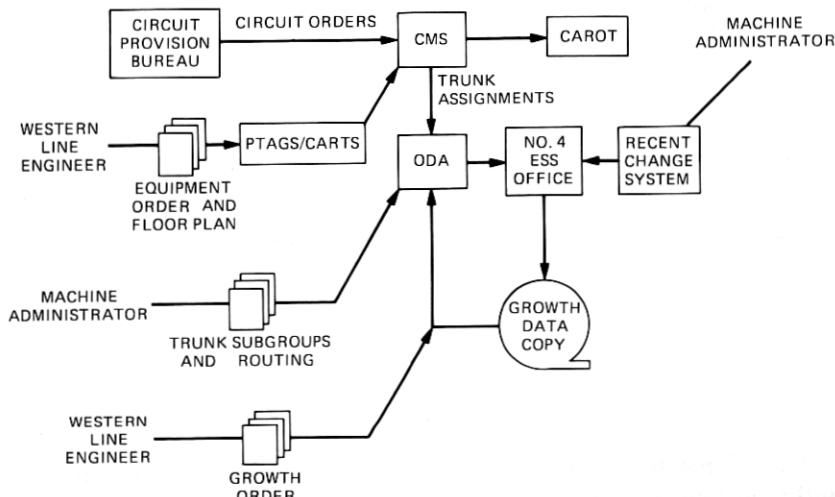 CIRCUIT
PROVISION
BUREAU
CIRCUIT ORDERS
CMS
CAROT
MACHINE
ADMINISTRATOR
TRUNK
ASSIGNMENTS
WESTERN
LINE
ENGINEER
PTAGS/CARTS
EQUIPMENT
ORDER AND
FLOOR PLAN
ODA
NO. 4
ESS
OFFICE
RECENT
CHANGE
SYSTEM
MACHINE
ADMINISTRATOR
TRUNK SUBGROUPS
AND ROUTING
GROWTH
DATA
COPY
WESTERN
LINE
ENGINEER
GROWTH
ORDER